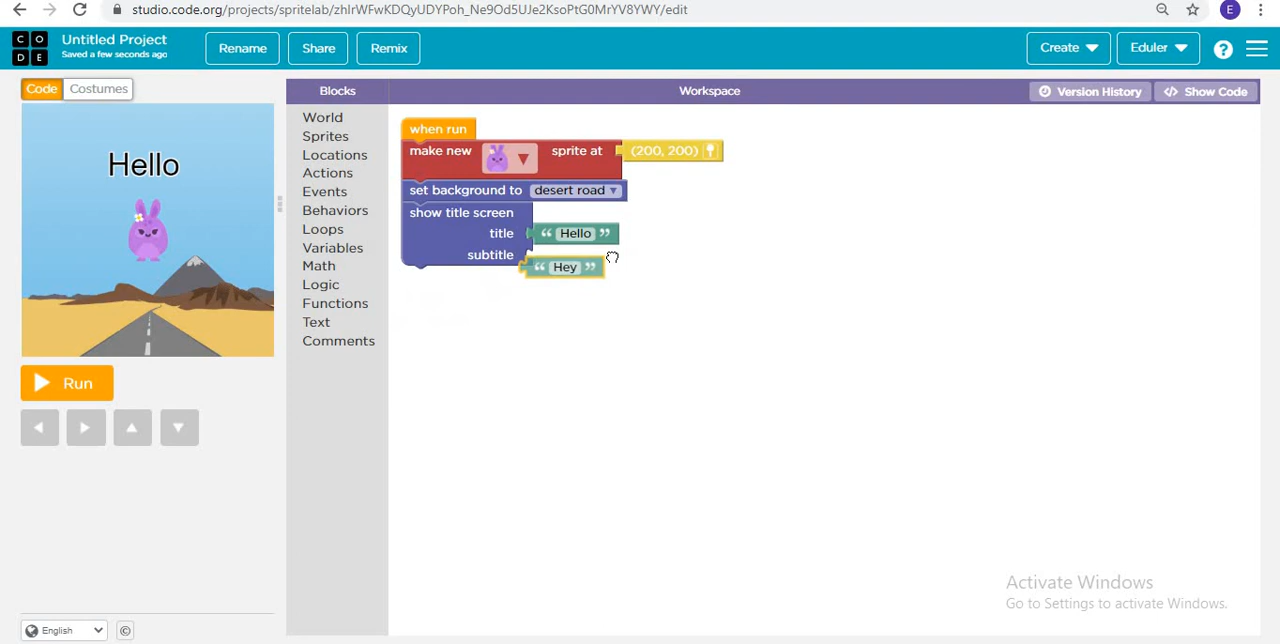 studio.code.org/projects/spritelab/zhIrWFwKDQyUDYPoh_Ne9Od5UJe2KsoPtG0MrYV8YWY/edit
E
C O D E
Untitled Project
Saved a few seconds ago
Rename
Share
Remix
Create
Eduler
?
Code
Costumes
Blocks
Workspace
Version History
Show Code
Hello
World
Sprites
Locations
Actions
Events
Behaviors
Loops
Variables
Math
Logic
Functions
Text
Comments
when run
make new sprite at (200, 200)
set background to desert road
show title screen
title “ Hello ”
subtitle
“ Hey ”
Run
English
©
Activate Windows
Go to Settings to activate Windows.